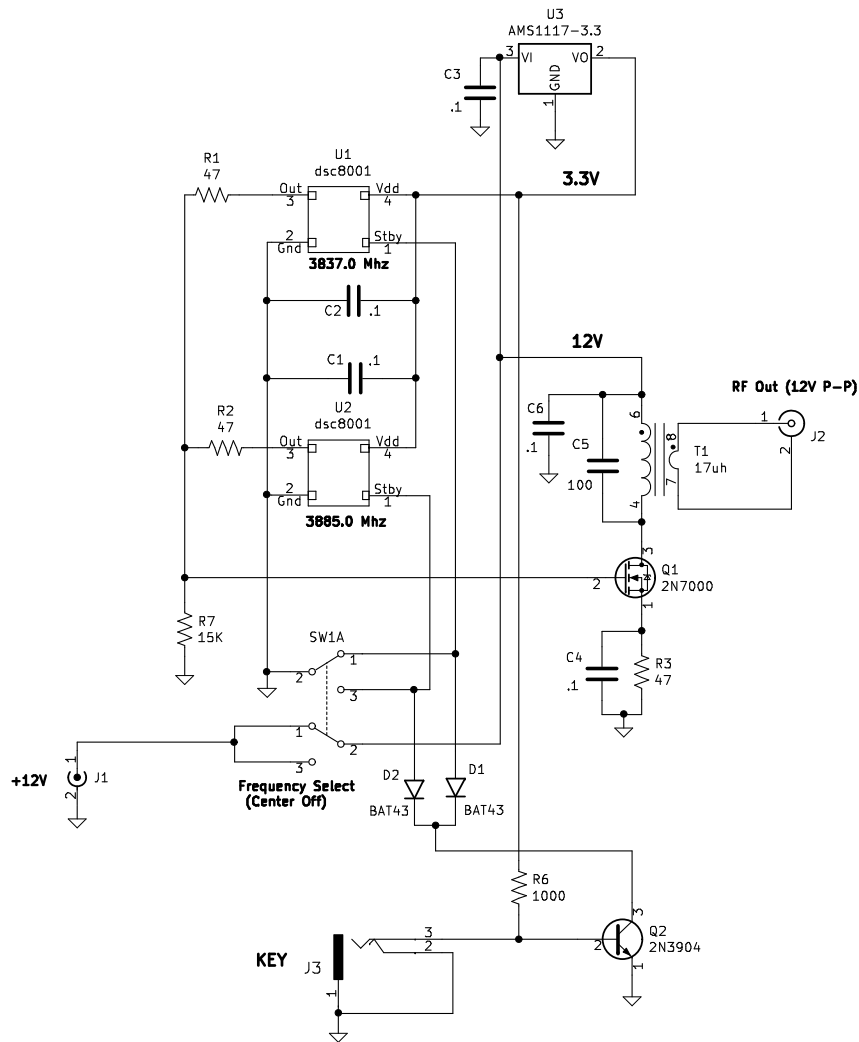 U3
AMS1117-3.3
3 VI VO 2
GND
1
C3
.1
U1
dsc8001
R1
47
Out
3
Vdd
4
3.3V
2
Gnd
Stby
1
3837.0 Mhz
C2 .1
C1 .1
12V
RF Out (12V P-P)
R2
47
U2
dsc8001
Out
3
Vdd
4
2
Gnd
Stby
1
3885.0 Mhz
C6
.1
C5
100
6
4
8
7
T1
17uh
1
2
J2
3
2
1
Q1
2N7000
R7
15K
SW1A
2
1
3
C4
.1
R3
47
1
2
3
+12V
1
2
J1
Frequency Select
(Center Off)
D2
BAT43
D1
BAT43
R6
1000
KEY
J3
3
2
1
2
3
1
Q2
2N3904